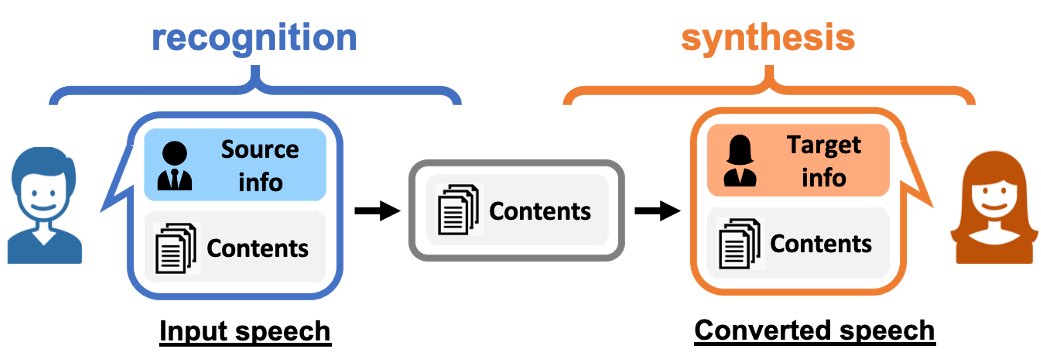 recognition
synthesis
Source
info
Contents
Contents
Target
info
Contents
Input speech
Converted speech